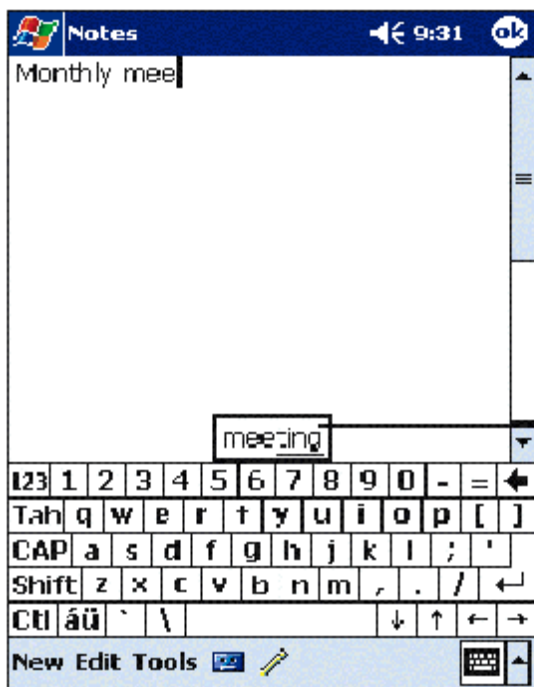 Notes 9:31 ok
Monthly mee
meeting
123 1 2 3 4 5 6 7 8 9 0 - = ←
Tab q w e r t y u i o p [ ]
CAP a s d f g h j k l ; '
Shift z x c v b n m , . / ↵
Ctl áü ` \ ↓ ↑ ← →
New Edit Tools